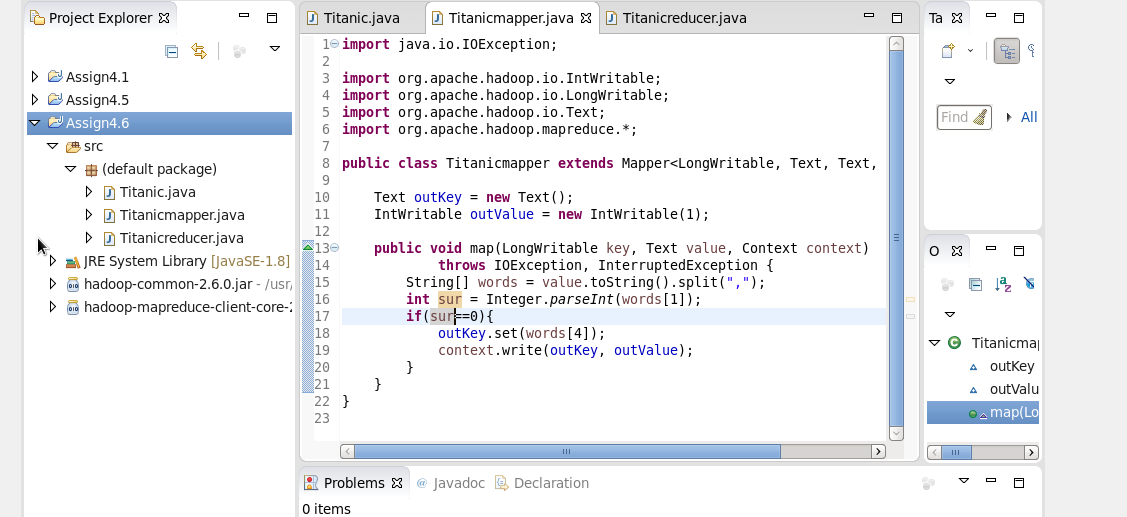 Project Explorer
Assign4.1
Assign4.5
Assign4.6
src
(default package)
Titanic.java
Titanicmapper.java
Titanicreducer.java
JRE System Library [JavaSE-1.8]
hadoop-common-2.6.0.jar - /usr/
hadoop-mapreduce-client-core-2
Titanic.java Titanicmapper.java Titanicreducer.java
1 import java.io.IOException;
2
3 import org.apache.hadoop.io.IntWritable;
4 import org.apache.hadoop.io.LongWritable;
5 import org.apache.hadoop.io.Text;
6 import org.apache.hadoop.mapreduce.*;
7
8 public class Titanicmapper extends Mapper<LongWritable, Text, Text,
9
10 Text outKey = new Text();
11 IntWritable outValue = new IntWritable(1);
12
13 public void map(LongWritable key, Text value, Context context)
14 throws IOException, InterruptedException {
15 String[] words = value.toString().split(",");
16 int sur = Integer.parseInt(words[1]);
17 if(sur==0){
18 outKey.set(words[4]);
19 context.write(outKey, outValue);
20 }
21 }
22 }
23
Problems Javadoc Declaration
0 items
Ta
Find All
O
Titanicma
outKey
outValu
map(Lo